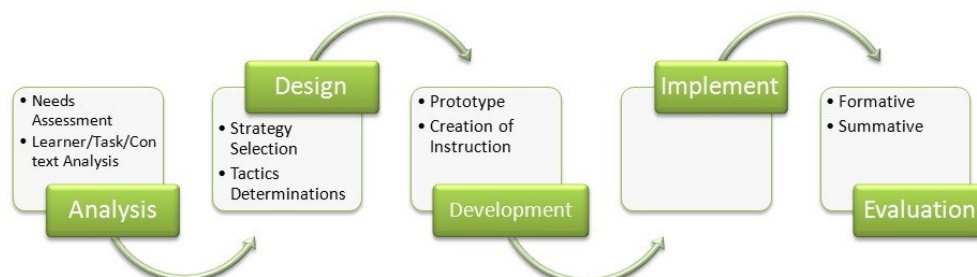 • Needs
Assessment
• Learner/Task/Con
text Analysis
Analysis
Design
• Strategy
Selection
• Tactics
Determinations
• Prototype
• Creation of
Instruction
Development
Implement
• Formative
• Summative
Evaluation